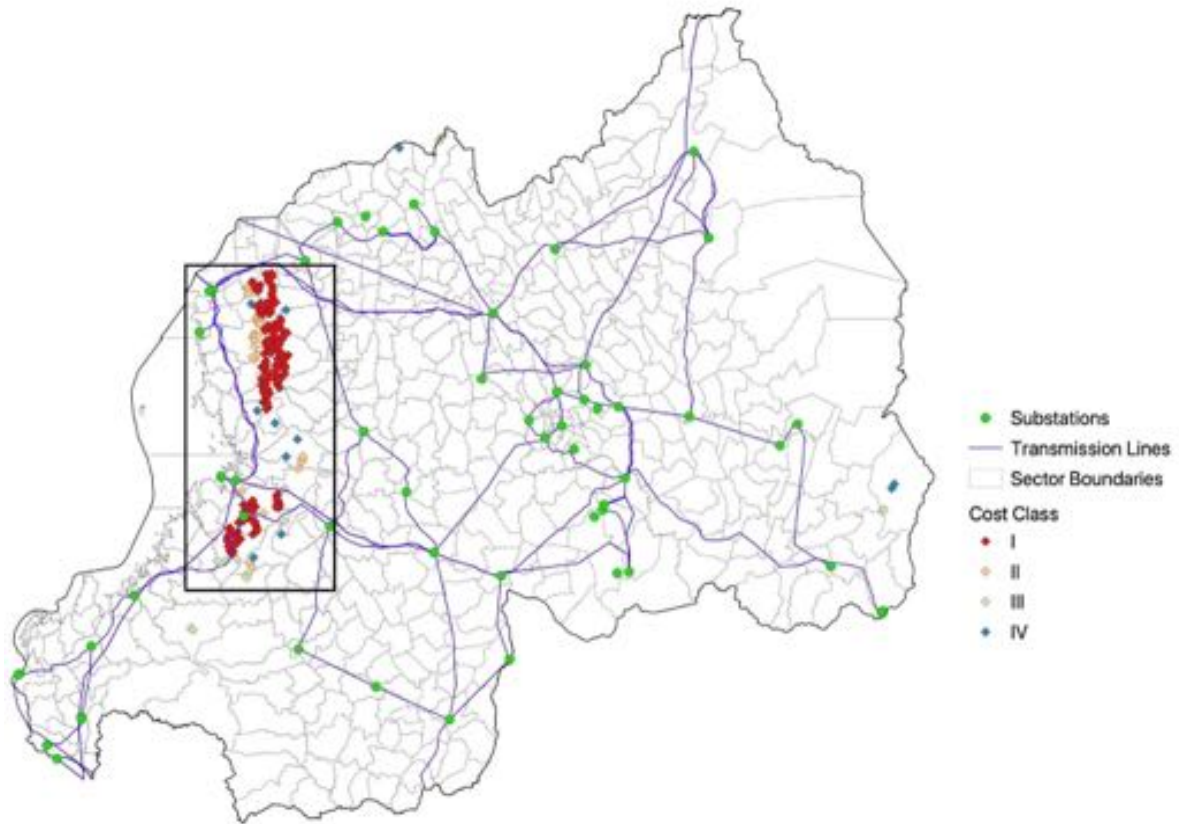 Substations
Transmission Lines
Sector Boundaries
Cost Class
I
II
III
IV